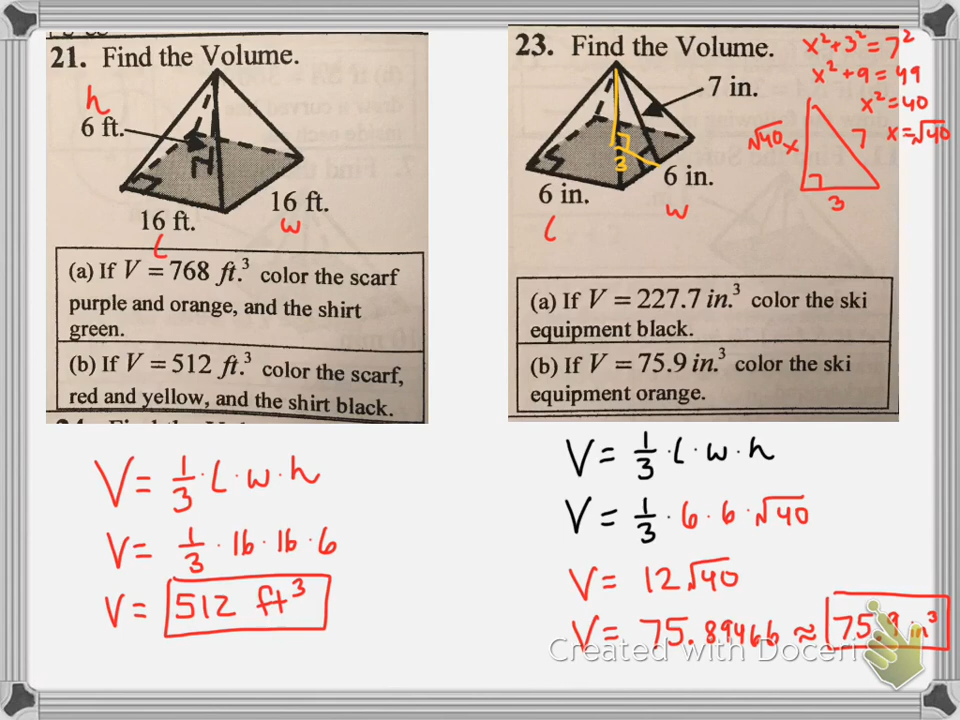 21. Find the Volume.
h
6 ft.
16 ft.
16 ft.
l
w
(a) If V = 768 ft.³ color the scarf
purple and orange, and the shirt
green.
(b) If V = 512 ft.³ color the scarf,
red and yellow, and the shirt black.
V = 1/3 · l · w · h
V = 1/3 · 16 · 16 · 6
V = 512 ft³
23. Find the Volume.
7 in.
3
6 in.
6 in.
l
w
x² + 3² = 7²
x² + 9 = 49
x² = 40
x = √40
√40 x
7
3
(a) If V = 227.7 in.³ color the ski
equipment black.
(b) If V = 75.9 in.³ color the ski
equipment orange.
V = 1/3 · l · w · h
V = 1/3 · 6 · 6 · √40
V = 12√40
V = 75.89466 ≈ 75.9 in³
Created with Doceri